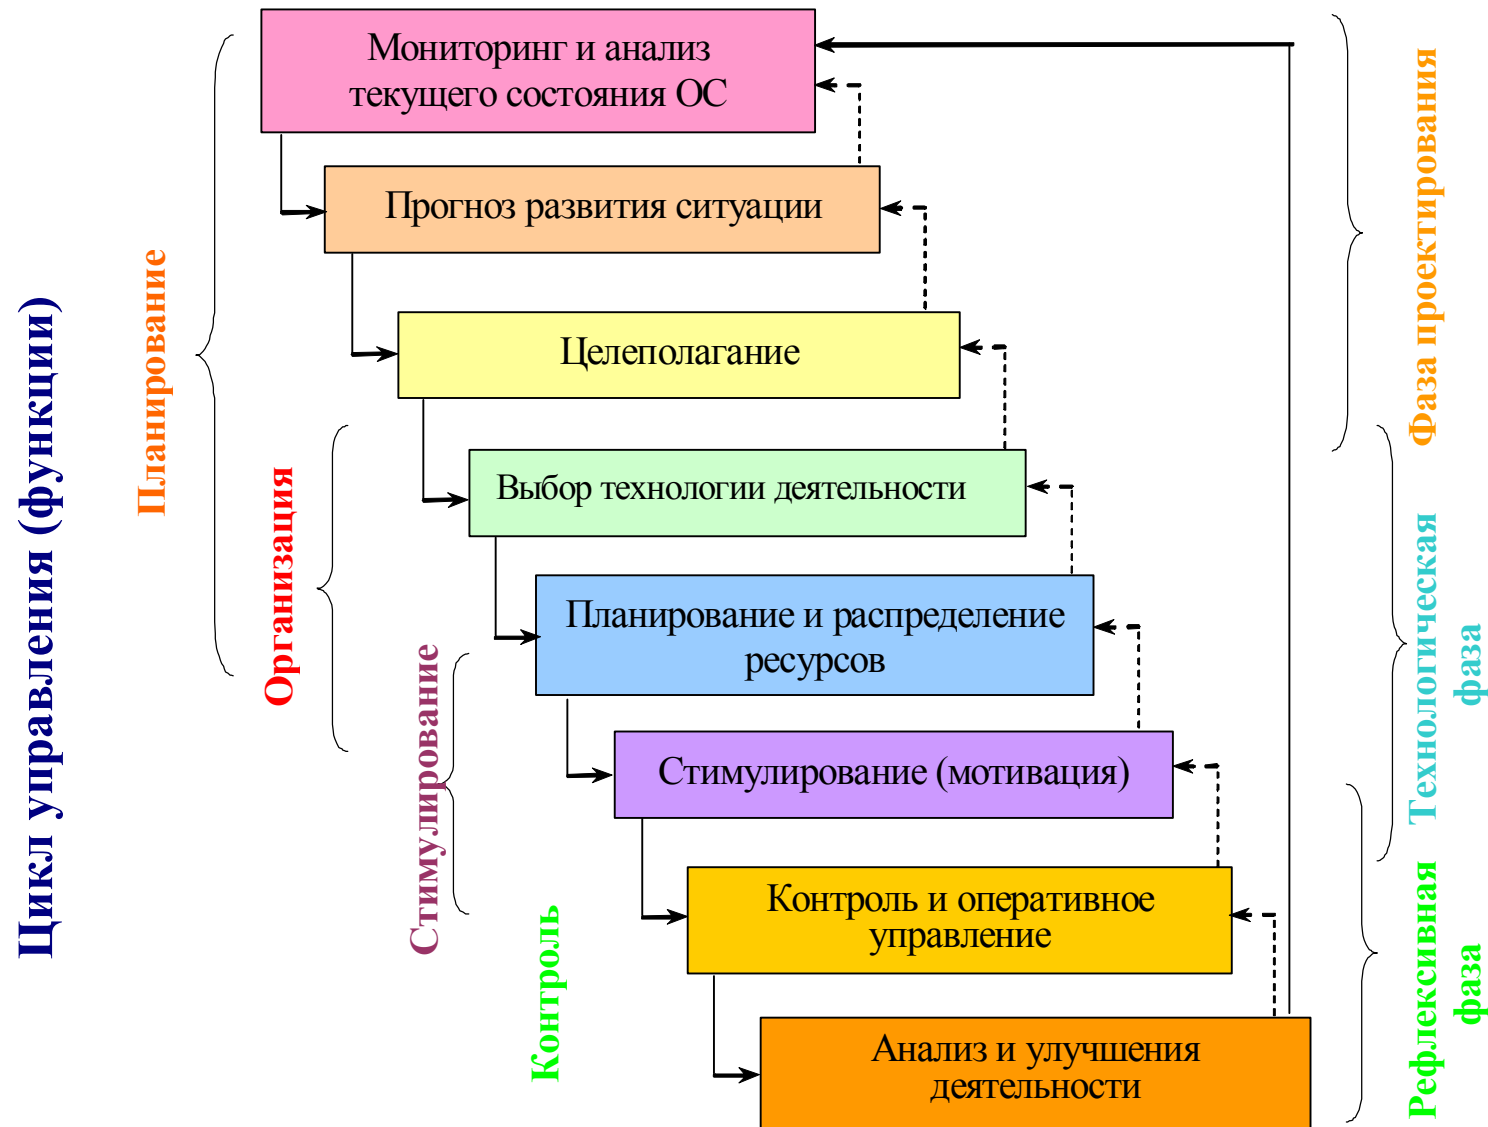 Цикл управления (функции)
Планирование
Организация
Стимулирование
Контроль
Мониторинг и анализ
текущего состояния ОС
Прогноз развития ситуации
Целеполагание
Выбор технологии деятельности
Планирование и распределение
ресурсов
Стимулирование (мотивация)
Контроль и оперативное
управление
Анализ и улучшения
деятельности
Фаза проектирования
Технологическая
фаза
Рефлексивная
фаза